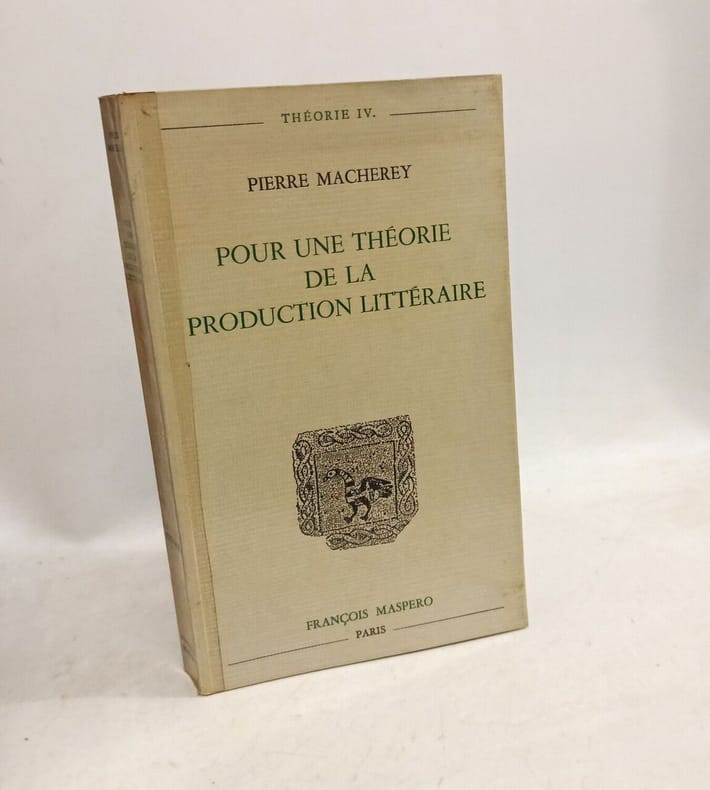 THÉORIE IV.
PIERRE MACHEREY
POUR UNE THÉORIE
DE LA
PRODUCTION LITTÉRAIRE
FRANÇOIS MASPERO
PARIS